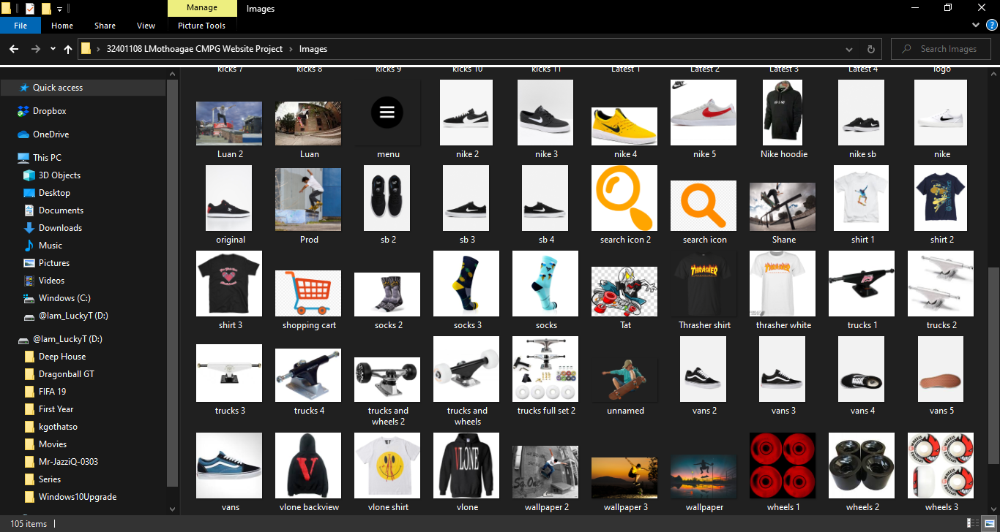 Manage
Images
File
Home
Share
View
Picture Tools
32401108 LMothoagae CMPG Website Project
Images
Search Images
Quick access
Dropbox
OneDrive
This PC
3D Objects
Desktop
Documents
Downloads
Music
Pictures
Videos
Windows (C:)
@Iam_LuckyT (D:)
@Iam_LuckyT (D:)
Deep House
Dragonball GT
FIFA 19
First Year
kgothatso
Movies
Mr-JazziQ-0303
Series
Windows10Upgrade
kicks 7
kicks 8
kicks 9
kicks 10
kicks 11
Latest 1
Latest 2
Latest 3
Latest 4
logo
Luan 2
Luan
menu
nike 2
nike 3
nike 4
nike 5
Nike hoodie
nike sb
nike
original
Prod
sb 2
sb 3
sb 4
search icon 2
search icon
Shane
shirt 1
shirt 2
THRASHER
THRASHER
shirt 3
shopping cart
socks 2
socks 3
socks
Tat
Thrasher shirt
thrasher white
trucks 1
trucks 2
trucks 3
trucks 4
trucks and
wheels 2
trucks and
wheels
trucks full set 2
unnamed
vans 2
vans 3
vans 4
vans 5
V
VLONE
vans
vlone backview
vlone shirt
vlone
wallpaper 2
wallpaper 3
wallpaper
wheels 1
wheels 2
wheels 3
105 items